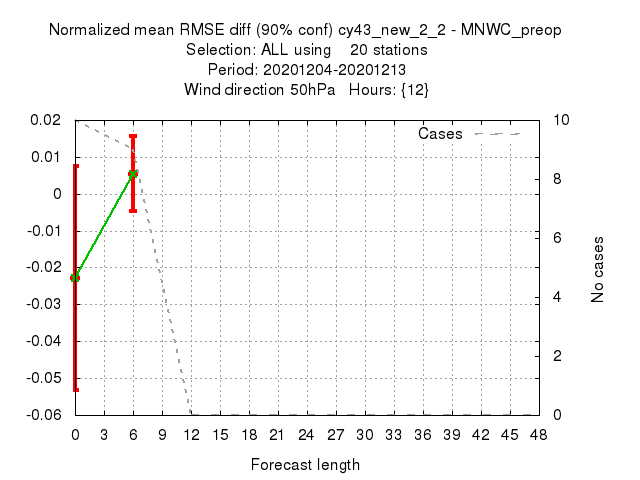 Normalized mean RMSE diff (90% conf) cy43_new_2_2 - MNWC_preop
Selection: ALL using 20 stations
Period: 20201204-20201213
Wind direction 50hPa Hours: {12}
Cases
0.02
0.01
0
-0.01
-0.02
-0.03
-0.04
-0.05
-0.06
10
8
6
4
2
0
No cases
0 3 6 9 12 15 18 21 24 27 30 33 36 39 42 45 48
Forecast length